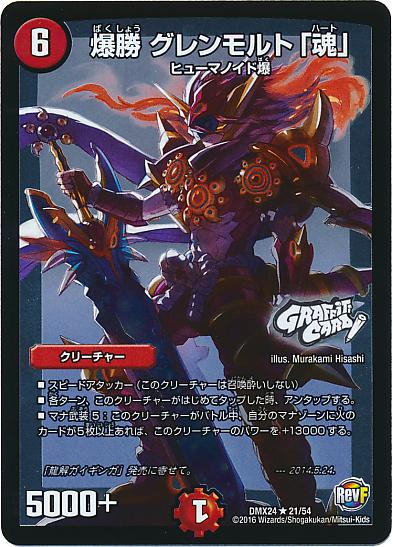 6
ばくしょう ハート
爆勝 グレンモルト「魂」
ヒューマノイド爆
ばく
GRAFFITI CARD!
illus. Murakami Hisashi
クリーチャー
■ スピードアタッカー(このクリーチャーは召喚酔いしない)
■ 各ターン、このクリーチャーがはじめてタップした時、アンタップする。
■ マナ武装 5:このクリーチャーがバトル中、自分のマナゾーンに火の
カードが5枚以上あれば、このクリーチャーのパワーを+13000する。
「龍解ガイギンガ」発売に寄せて。 --- 2014.5.24.
5000+
1
RevF
DMX24 ★ 21/54
©2016 Wizards/Shogakukan/Mitsui-Kids